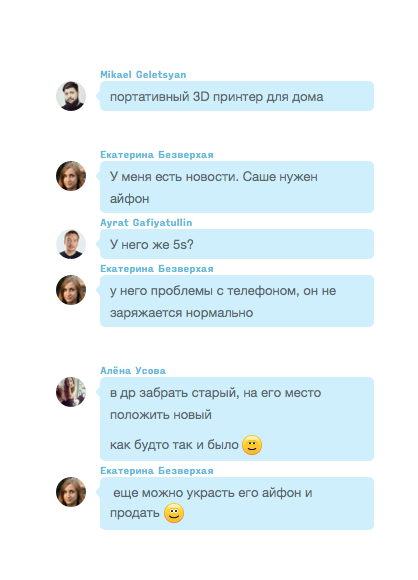 Mikael Geletsyan
портативный 3D принтер для дома
Екатерина Безверхая
У меня есть новости. Саше нужен
айфон
Ayrat Gafiyatullin
У него же 5s?
Екатерина Безверхая
у него проблемы с телефоном, он не
заряжается нормально
Алёна Усова
в др забрать старый, на его место
положить новый
как будто так и было
Екатерина Безверхая
еще можно украсть его айфон и
продать